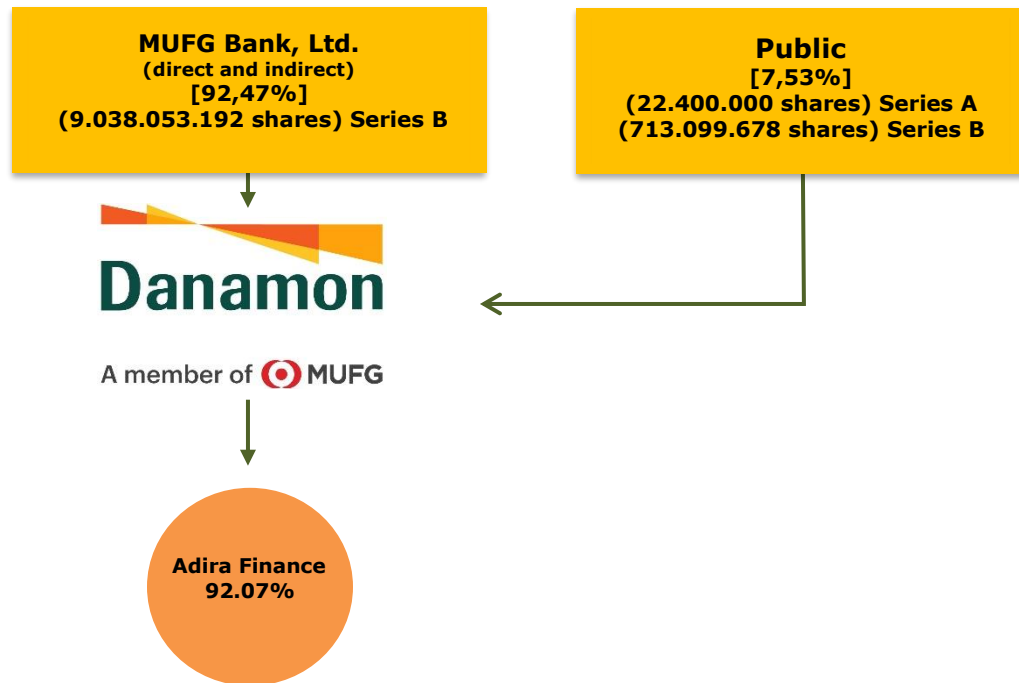 MUFG Bank, Ltd.
(direct and indirect)
[92,47%]
(9.038.053.192 shares) Series B
Public
[7,53%]
(22.400.000 shares) Series A
(713.099.678 shares) Series B
Danamon
A member of MUFG
Adira Finance
92.07%